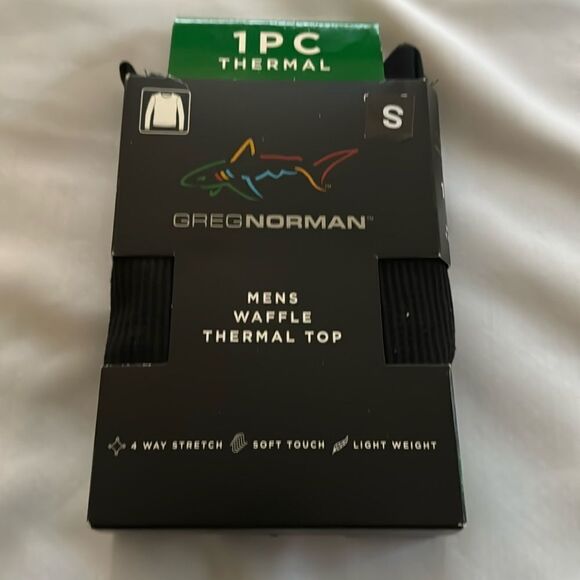 1PC
THERMAL
S
GREGNORMAN™
MENS
WAFFLE
THERMAL TOP
4 WAY STRETCH SOFT TOUCH LIGHT WEIGHT